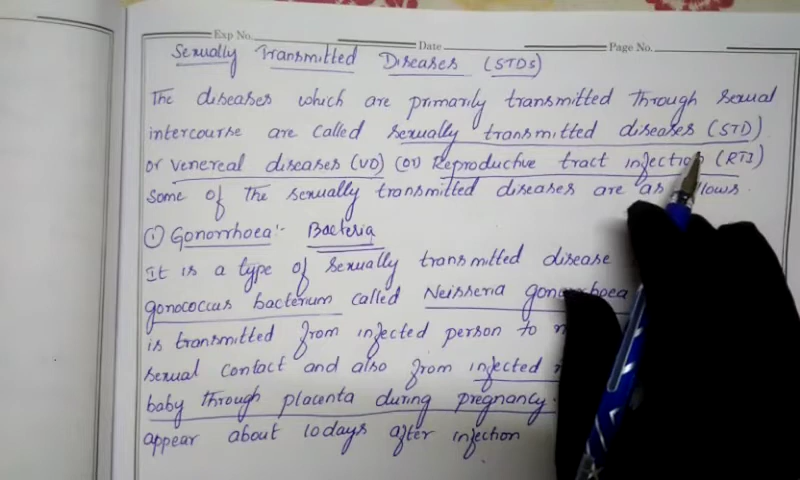 Exp No. Date Page No.
Sexually Transmitted Diseases (STDs)
The diseases which are primarily transmitted through sexual
intercourse are called sexually transmitted diseases (STD)
or venereal diseases (VD) (or) Reproductive tract infection (RTI)
Some of the sexually transmitted diseases are as
① Gonorrhoea:- Bacteria
It is a type of sexually transmitted disease
gonococcus bacterium called Neisseria
is transmitted from infected person to
sexual contact and also from infected
baby through placenta during pregnancy.
appear about 10days after infection